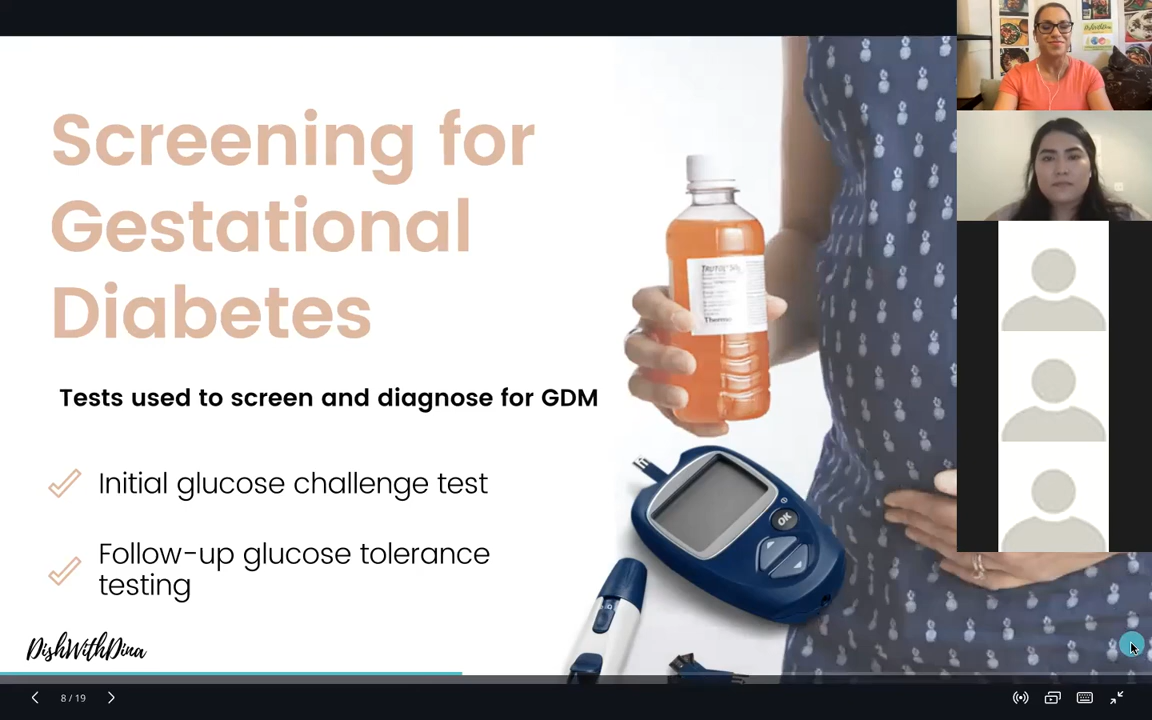 Screening for
Gestational
Diabetes
Tests used to screen and diagnose for GDM
Initial glucose challenge test
Follow-up glucose tolerance
testing
DishWithDina
OK
Thermo
8 / 19